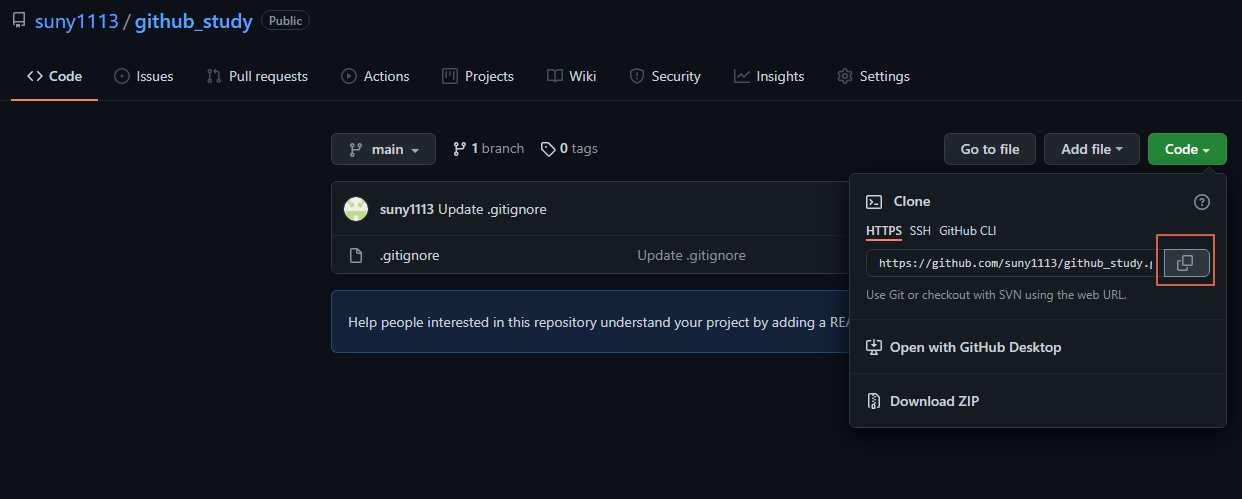 suny1113 / github_study Public
Code Issues Pull requests Actions Projects Wiki Security Insights Settings
main 1 branch 0 tags Go to file Add file Code
suny1113 Update .gitignore
.gitignore Update .gitignore
Help people interested in this repository understand your project by adding a
Clone
HTTPS SSH GitHub CLI
https://github.com/suny1113/github_study.g
Use Git or checkout with SVN using the web URL.
Open with GitHub Desktop
Download ZIP